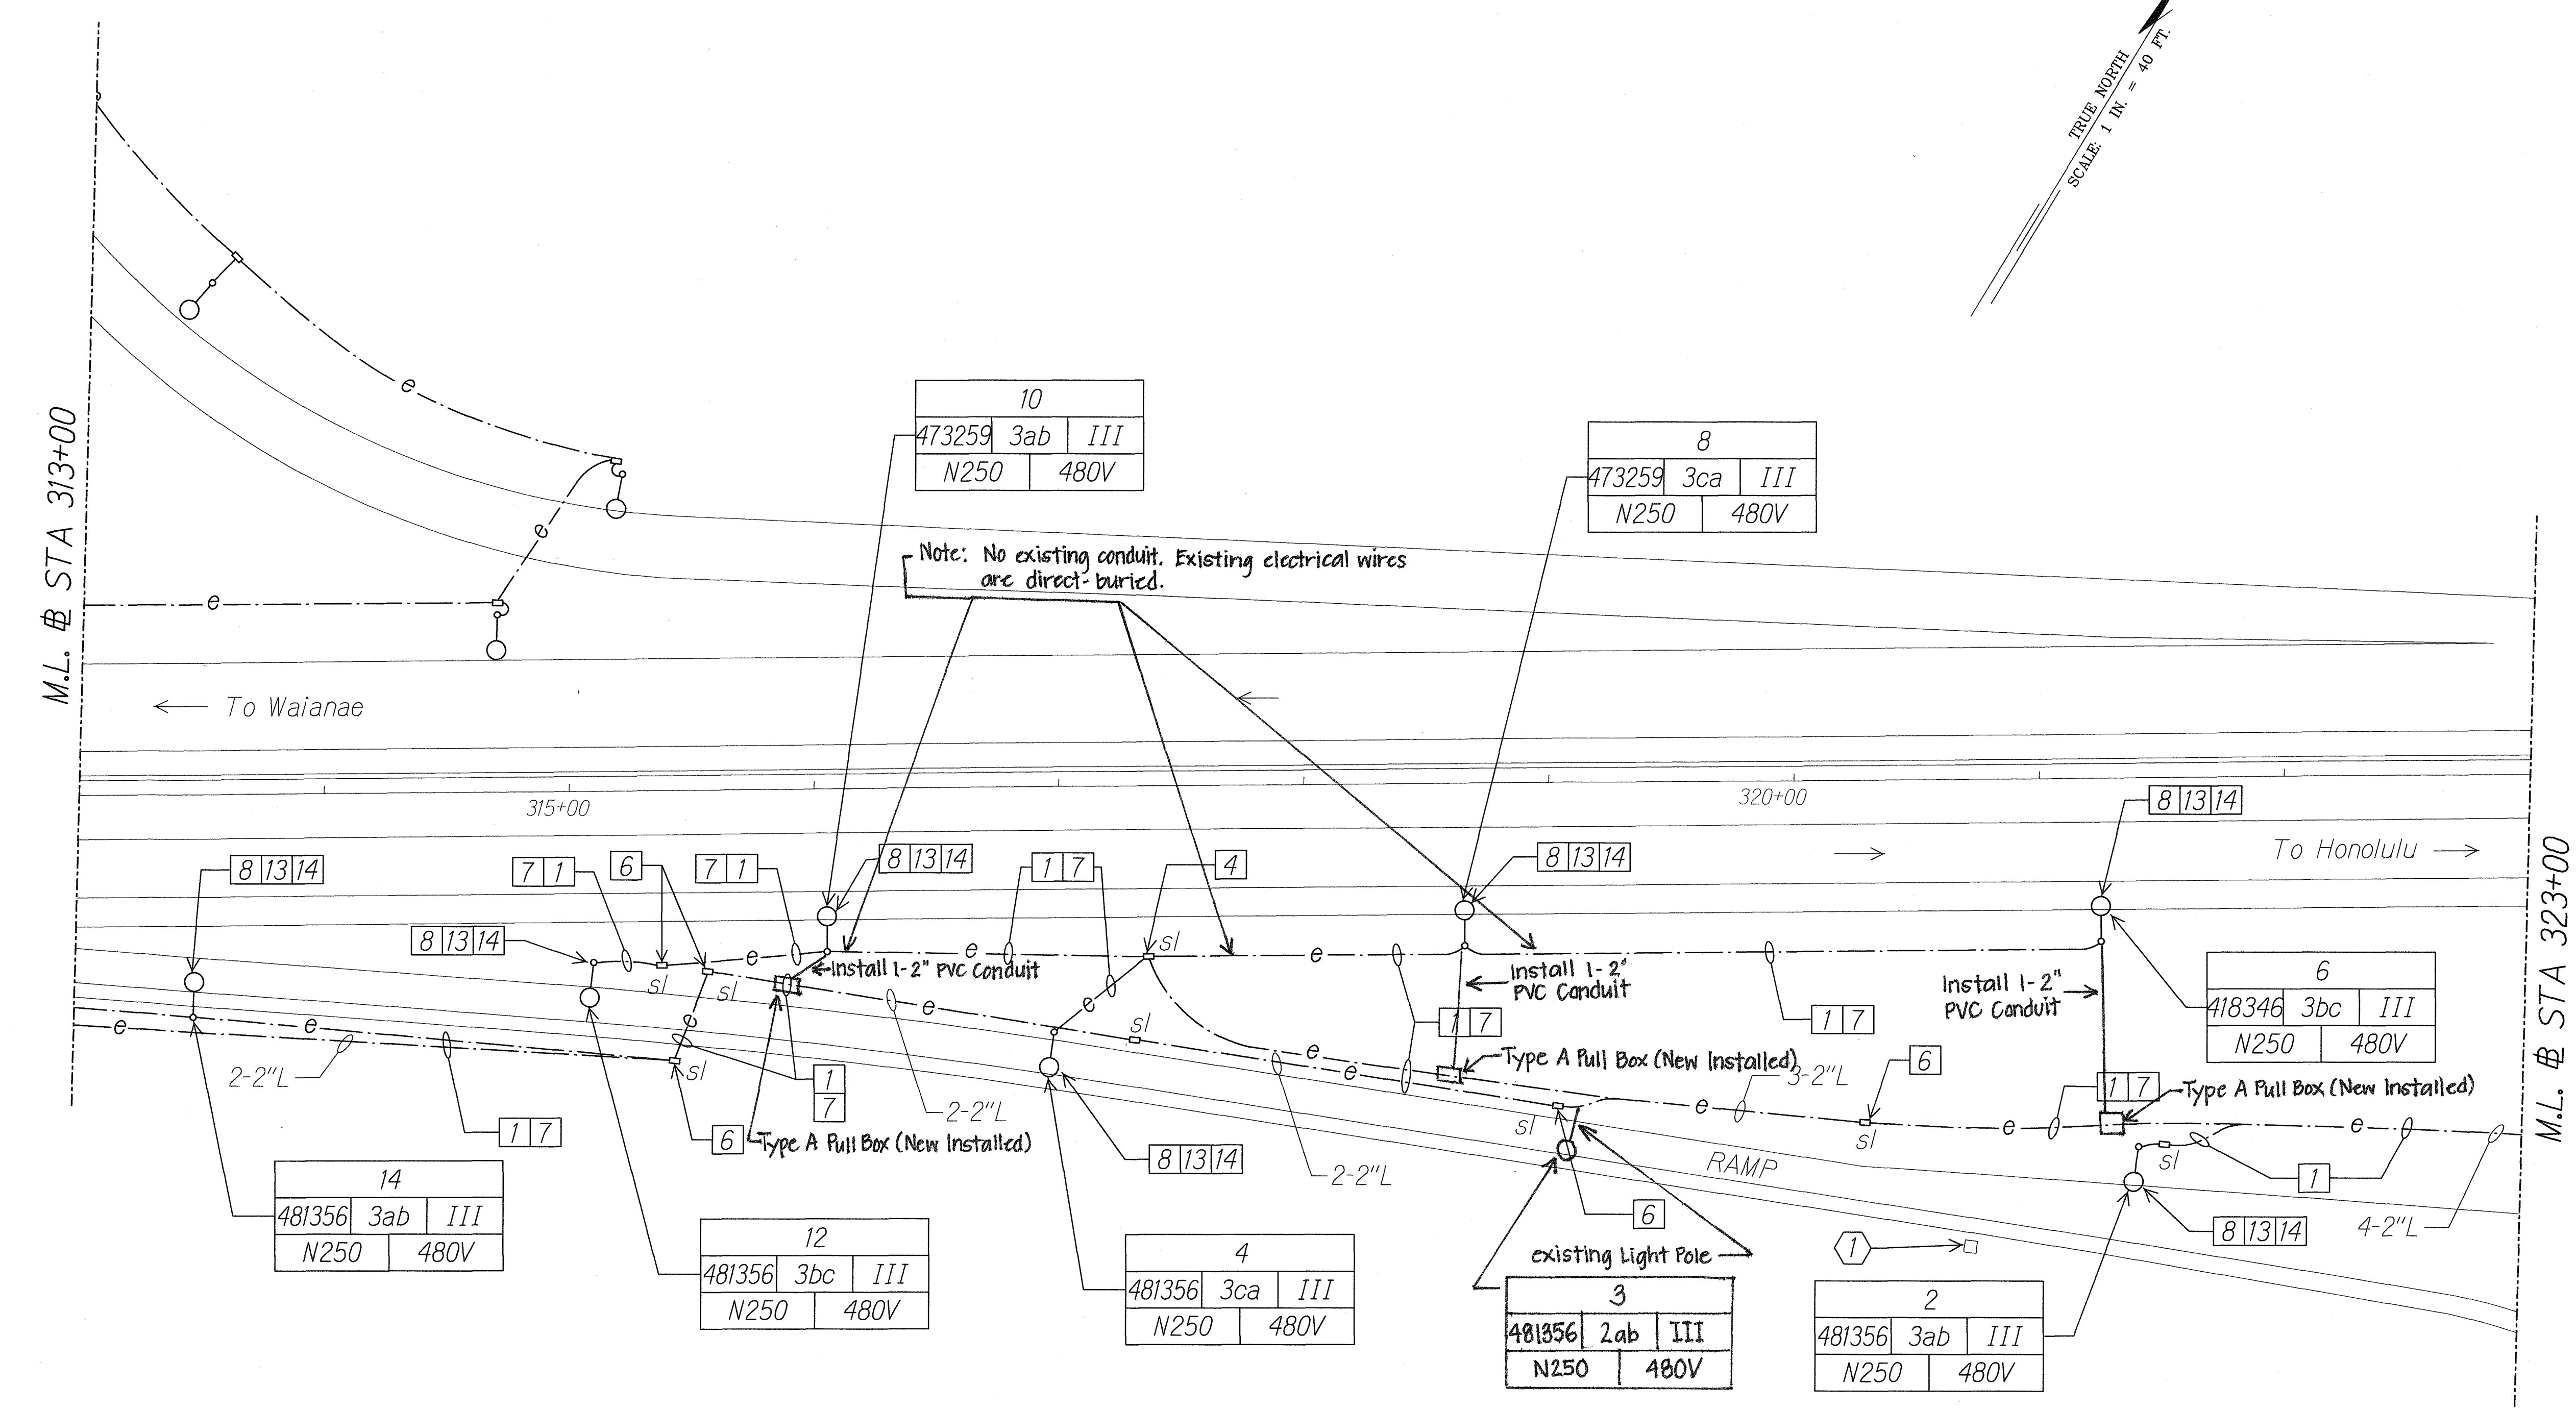 TRUE NORTH
SCALE: 1 IN. = 40 FT.
M.L. ₧ STA 313+00
e
e
e
10
473259 3ab III
N250 480V
8
473259 3ca III
N250 480V
Note: No existing conduit. Existing electrical wires
are direct-buried.
← To Waianae
315+00
320+00
To Honolulu →
M.L. STA 323+00
8 13 14
7 1
6
7 1
8 13 14
1 7
4
8 13 14
8 13 14
8 13 14
e
e
sl
e
sl
sl
Install 1-2" PVC Conduit
Install 1-2"
PVC Conduit
Install 1-2"
PVC Conduit
6
418346 3bc III
N250 480V
e
e
2-2"L
1 7
e
e
sl
6
1
7
e
2-2"L
Type A Pull Box (New Installed)
e
sl
8 13 14
1 7
e
e
2-2"L
Type A Pull Box (New Installed)
3-2"L
1 7
6
sl
e
sl
e
1 7
Type A Pull Box (New Installed)
e
sl
1
4-2"L
8 13 14
RAMP
6
existing Light Pole
1
14
481356 3ab III
N250 480V
12
481356 3bc III
N250 480V
4
481356 3ca III
N250 480V
3
481356 2ab III
N250 480V
2
481356 3ab III
N250 480V